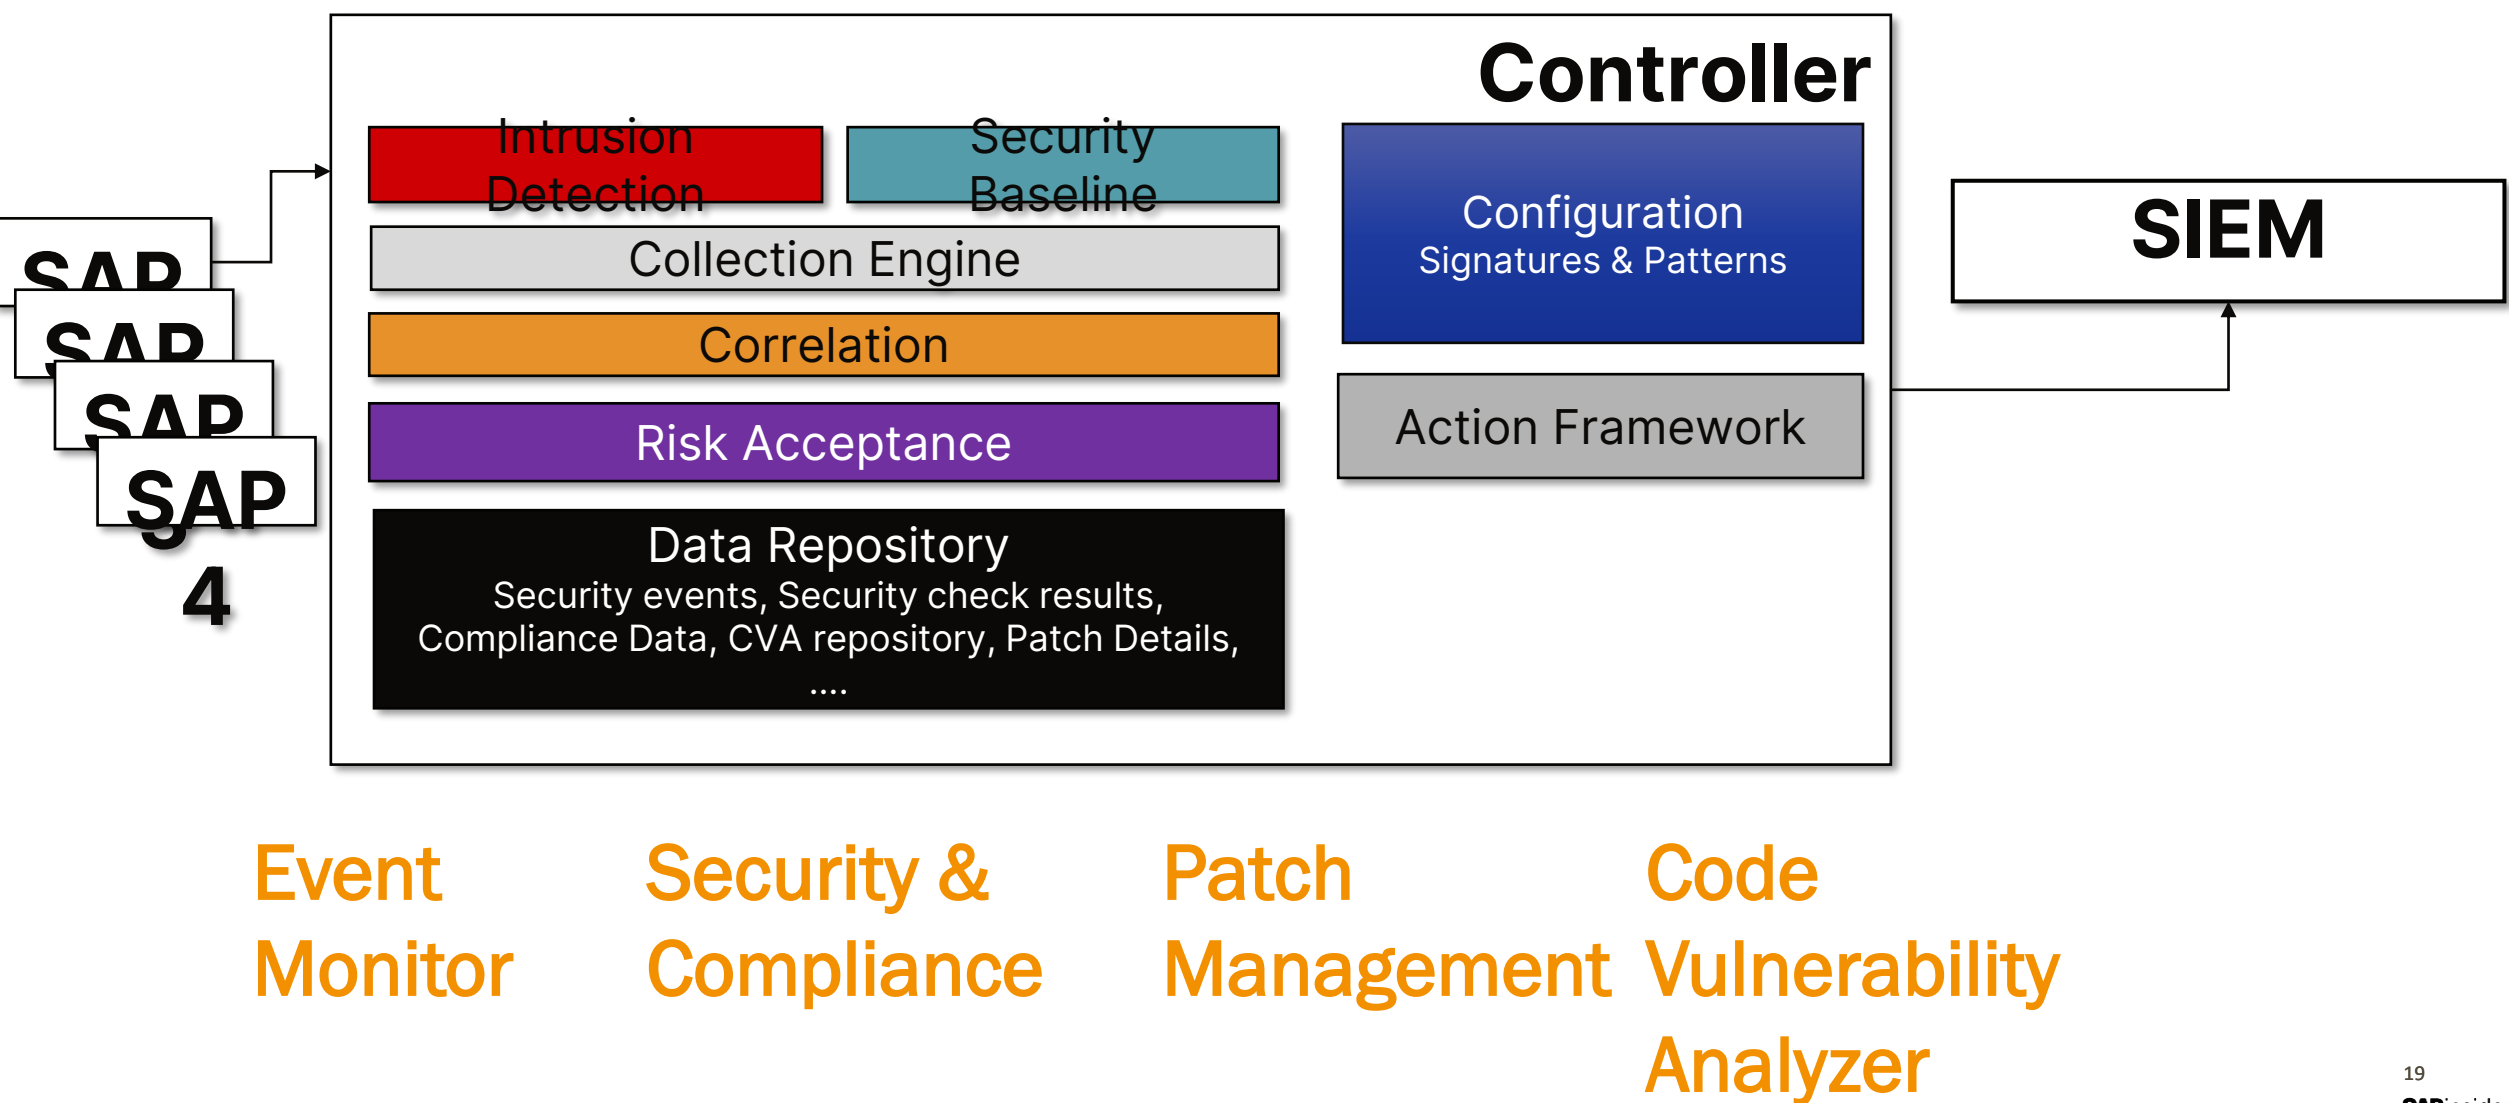 Controller
Intrusion
Detection
Security
Baseline
Configuration
Signatures & Patterns
SIEM
Collection Engine
SAP
SAP
SAP
SAP
4
Correlation
Risk Acceptance
Action Framework
Data Repository
Security events, Security check results,
Compliance Data, CVA repository, Patch Details,
....
Event
Monitor
Security &
Compliance
Patch
Management
Code
Vulnerability
Analyzer
19